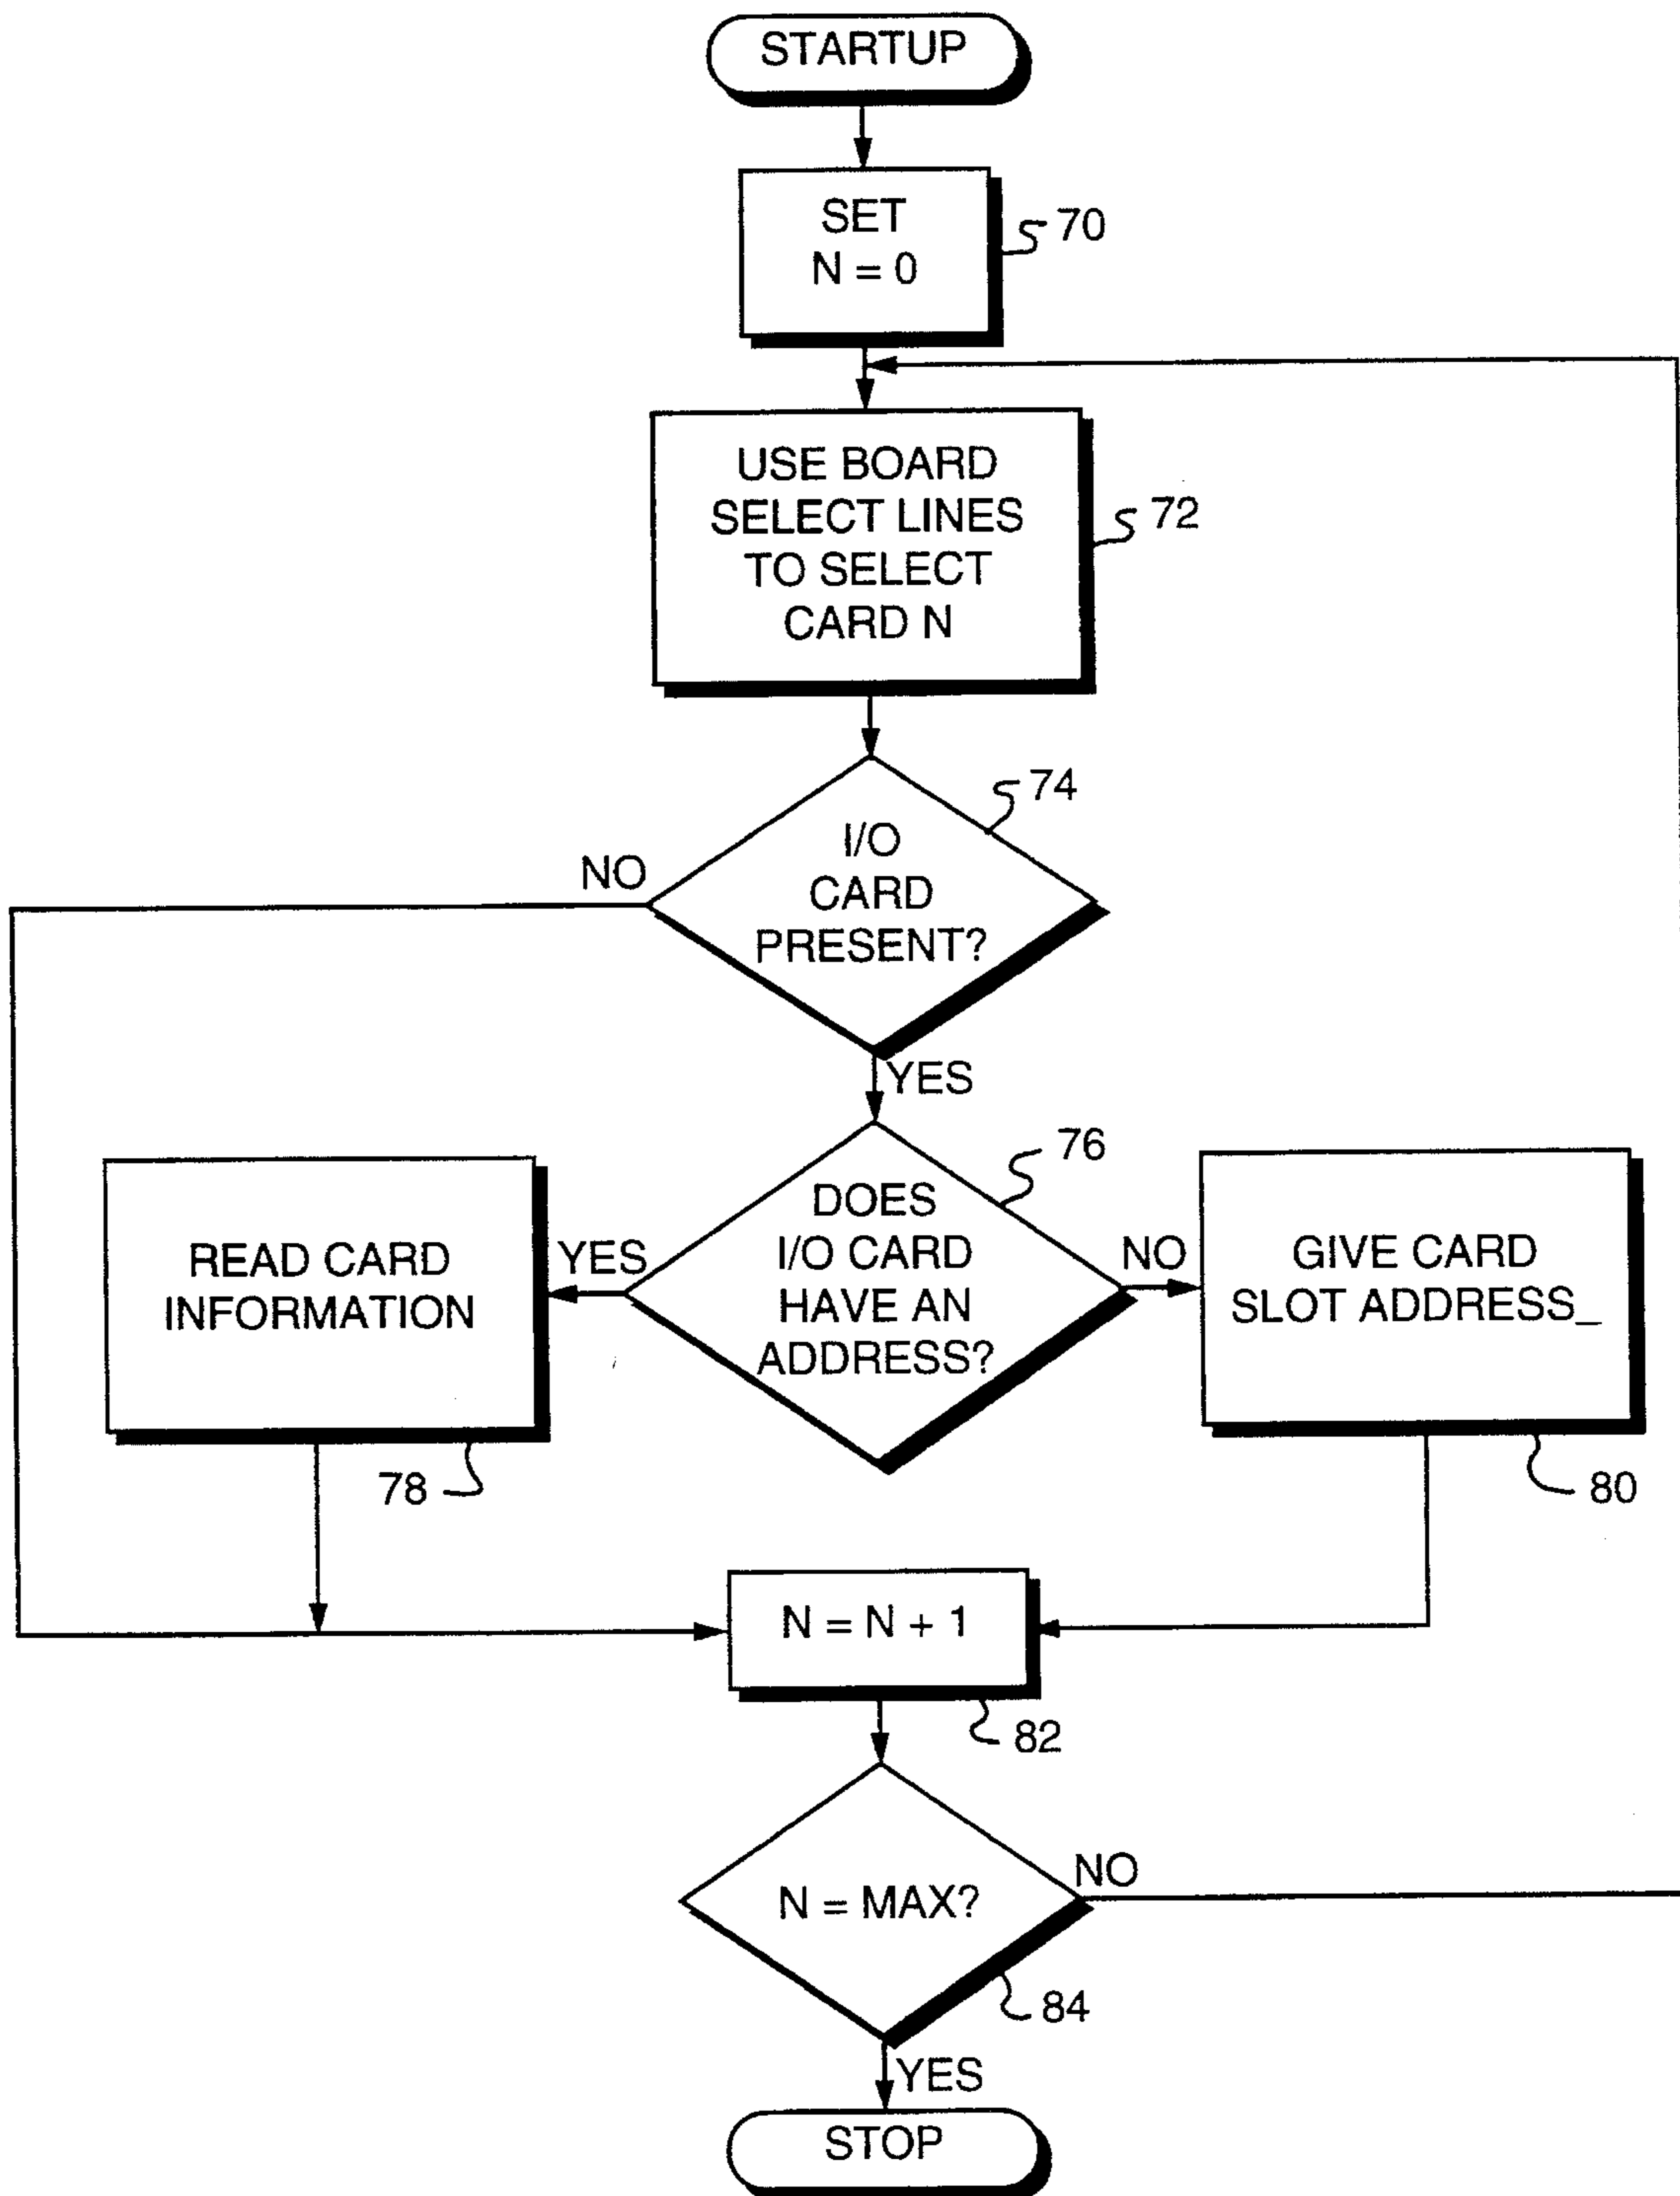 STARTUP
SET
N = 0
70
USE BOARD
SELECT LINES
TO SELECT
CARD N
72
74
I/O
CARD
PRESENT?
NO
YES
76
DOES
I/O CARD
HAVE AN
ADDRESS?
YES
NO
READ CARD
INFORMATION
78
GIVE CARD
SLOT ADDRESS_
80
N = N + 1
82
N = MAX?
NO
84
YES
STOP